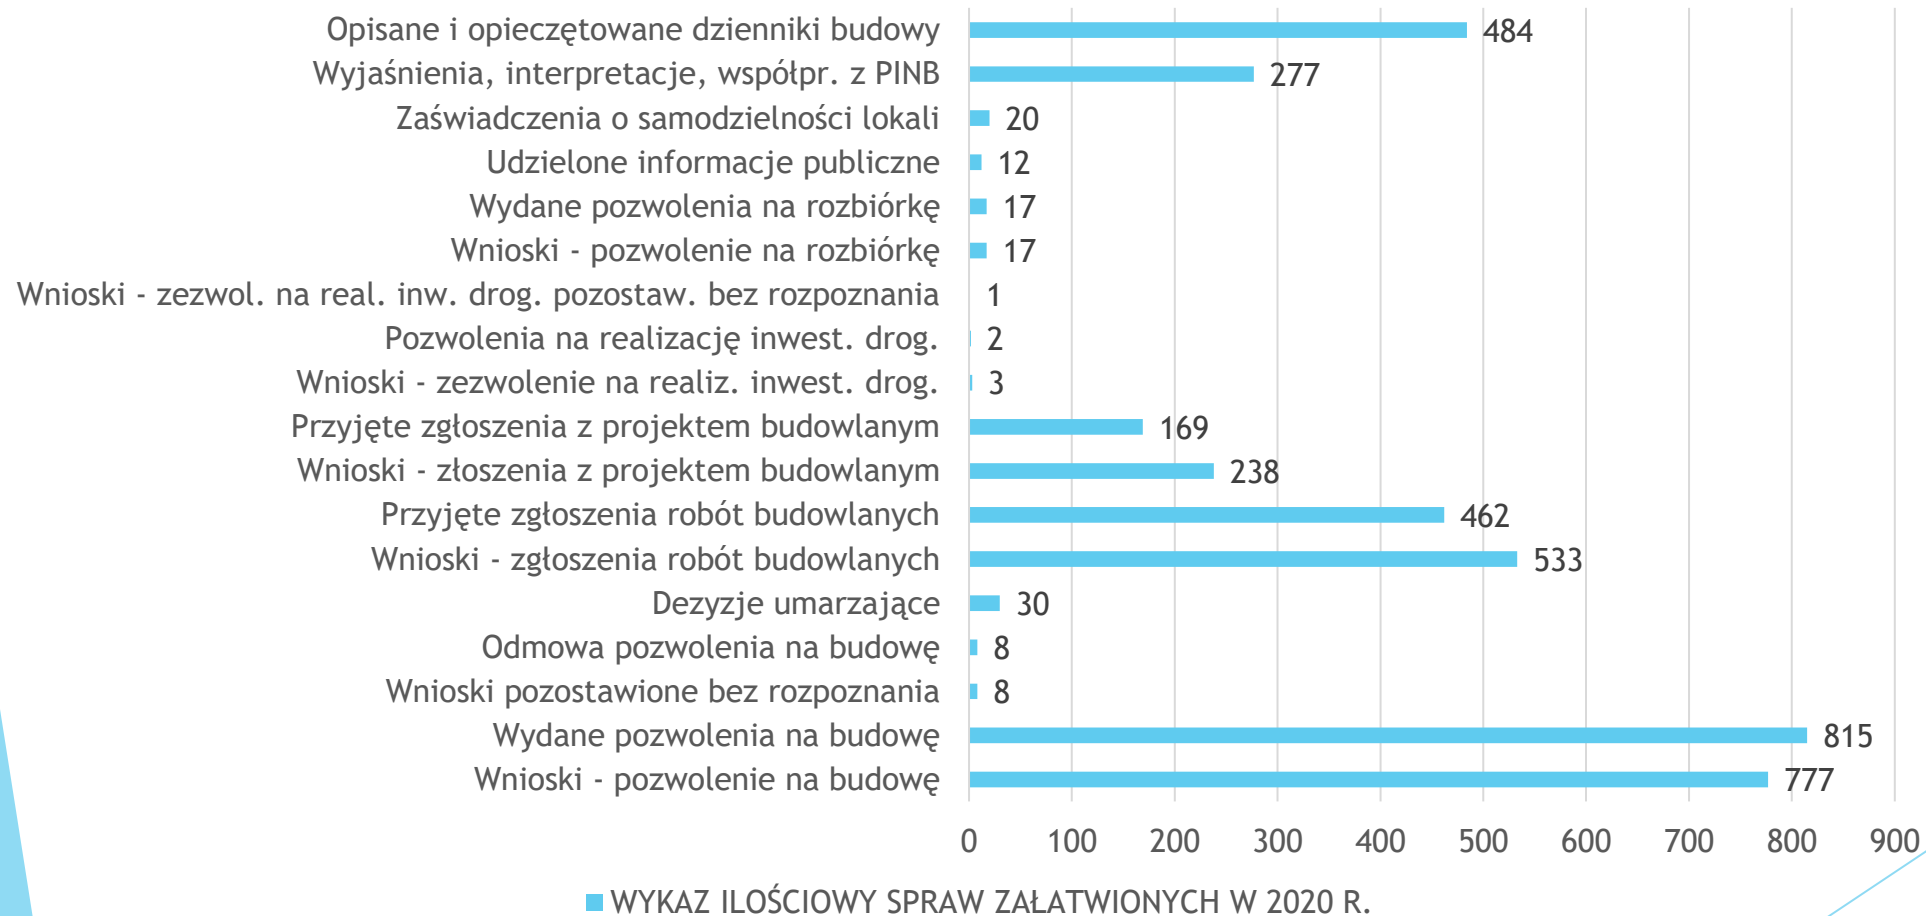 Opisane i opieczętowane dzienniki budowy 484
Wyjaśnienia, interpretacje, współpr. z PINB 277
Zaświadczenia o samodzielności lokali 20
Udzielone informacje publiczne 12
Wydane pozwolenia na rozbiórkę 17
Wnioski - pozwolenie na rozbiórkę 17
Wnioski - zezwol. na real. inw. drog. pozostaw. bez rozpoznania 1
Pozwolenia na realizację inwest. drog. 2
Wnioski - zezwolenie na realiz. inwest. drog. 3
Przyjęte zgłoszenia z projektem budowlanym 169
Wnioski - złoszenia z projektem budowlanym 238
Przyjęte zgłoszenia robót budowlanych 462
Wnioski - zgłoszenia robót budowlanych 533
Dezyzje umarzające 30
Odmowa pozwolenia na budowę 8
Wnioski pozostawione bez rozpoznania 8
Wydane pozwolenia na budowę 815
Wnioski - pozwolenie na budowę 777
0 100 200 300 400 500 600 700 800 900
WYKAZ ILOŚCIOWY SPRAW ZAŁATWIONYCH W 2020 R.